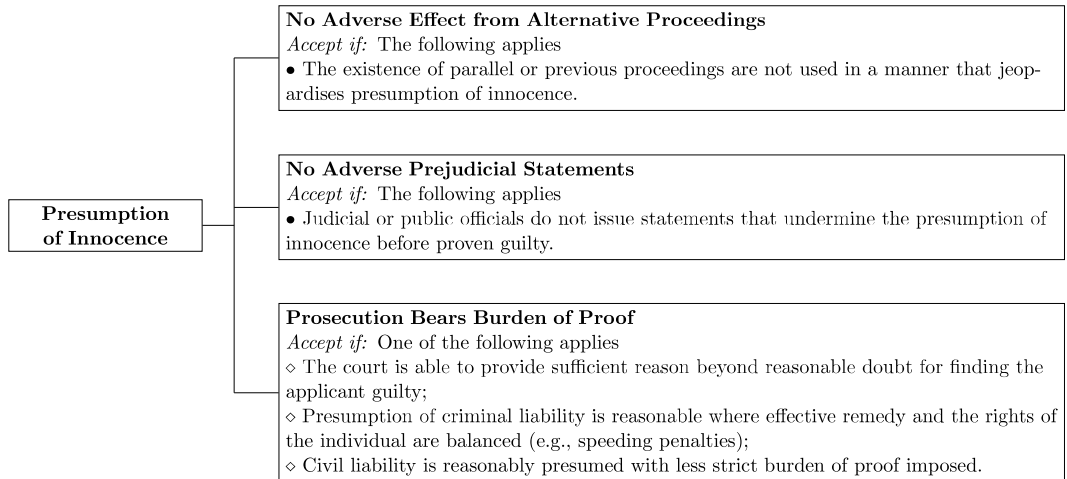 No Adverse Effect from Alternative Proceedings
Accept if: The following applies
• The existence of parallel or previous proceedings are not used in a manner that jeop-
ardises presumption of innocence.
No Adverse Prejudicial Statements
Accept if: The following applies
• Judicial or public officials do not issue statements that undermine the presumption of
innocence before proven guilty.
Presumption
of Innocence
Prosecution Bears Burden of Proof
Accept if: One of the following applies
⋄ The court is able to provide sufficient reason beyond reasonable doubt for finding the
applicant guilty;
⋄ Presumption of criminal liability is reasonable where effective remedy and the rights of
the individual are balanced (e.g., speeding penalties);
⋄ Civil liability is reasonably presumed with less strict burden of proof imposed.